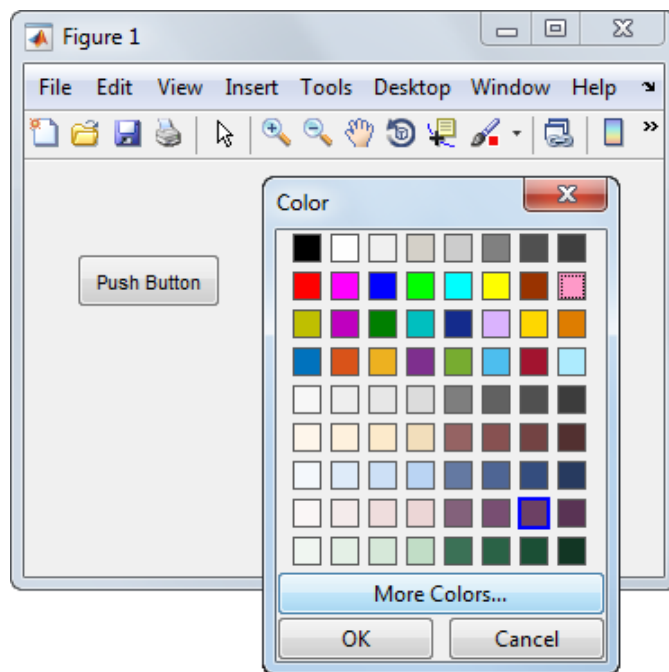 Figure 1
File Edit View Insert Tools Desktop Window Help
Color
Push Button
More Colors...
OK Cancel